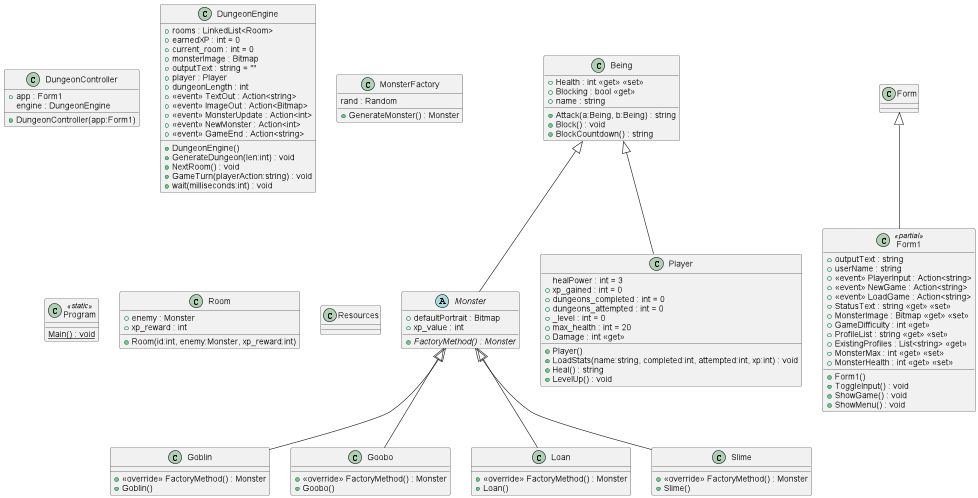 C DungeonController
app : Form1
engine : DungeonEngine
DungeonController(app:Form1)
C DungeonEngine
rooms : LinkedList<Room>
earnedXP : int = 0
current_room : int = 0
monsterImage : Bitmap
outputText : string = ""
player : Player
dungeonLength : int
«event» TextOut : Action<string>
«event» ImageOut : Action<Bitmap>
«event» MonsterUpdate : Action<int>
«event» NewMonster : Action<int>
«event» GameEnd : Action<string>
DungeonEngine()
GenerateDungeon(len:int) : void
NextRoom() : void
GameTurn(playerAction:string) : void
wait(milliseconds:int) : void
C MonsterFactory
rand : Random
GenerateMonster() : Monster
C Being
Health : int «get» «set»
Blocking : bool «get»
name : string
Attack(a:Being, b:Being) : string
Block() : void
BlockCountdown() : string
C Form
C «static»
Program
Main() : void
C Room
enemy : Monster
xp_reward : int
Room(id:int, enemy:Monster, xp_reward:int)
C Resources
A Monster
defaultPortrait : Bitmap
xp_value : int
FactoryMethod() : Monster
C Player
healPower : int = 3
xp_gained : int = 0
dungeons_completed : int = 0
dungeons_attempted : int = 0
_level : int = 0
max_health : int = 20
Damage : int «get»
Player()
LoadStats(name:string, completed:int, attempted:int, xp:int) : void
Heal() : string
LevelUp() : void
C «partial»
Form1
outputText : string
userName : string
«event» PlayerInput : Action<string>
«event» NewGame : Action<string>
«event» LoadGame : Action<string>
StatusText : string «get» «set»
MonsterImage : Bitmap «get» «set»
GameDifficulty : int «get»
ProfileList : string «get» «set»
ExistingProfiles : List<string> «get»
MonsterMax : int «get» «set»
MonsterHealth : int «get» «set»
Form1()
ToggleInput() : void
ShowGame() : void
ShowMenu() : void
C Goblin
«override» FactoryMethod() : Monster
Goblin()
C Goobo
«override» FactoryMethod() : Monster
Goobo()
C Loan
«override» FactoryMethod() : Monster
Loan()
C Slime
«override» FactoryMethod() : Monster
Slime()